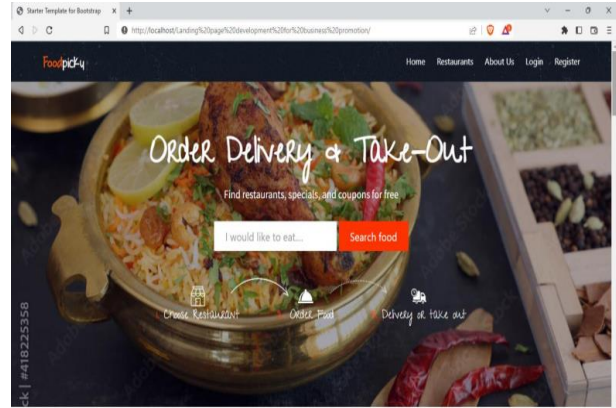 Starter Template for Bootstrap
http://localhost/Landing%20page%20development%20for%20business%20promotion/
Foodpicky
Home Restaurants About Us Login Register
Order Delivery & Take-Out
Find restaurants, specials, and coupons for free
I would like to eat.... Search food
Choose Restaurant Order Food Delivery or take out
ck | #418225358